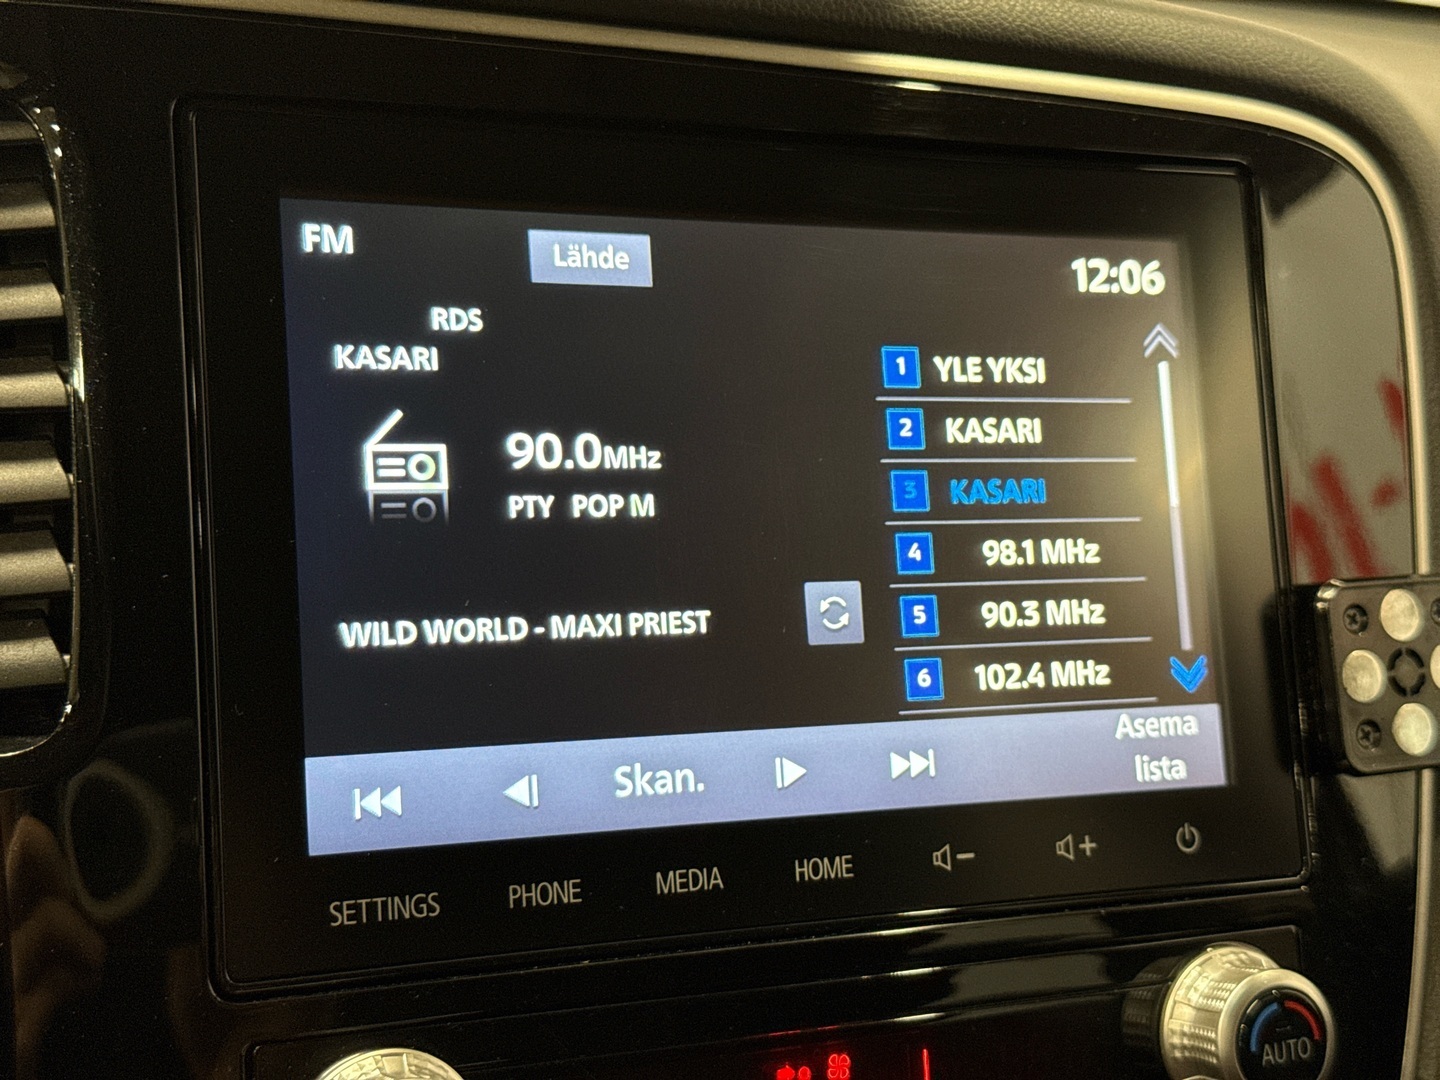 FM
Lähde
12:06
RDS
KASARI
90.0MHz
PTY POP M
WILD WORLD - MAXI PRIEST
1 YLE YKSI
2 KASARI
3 KASARI
4 98.1 MHz
5 90.3 MHz
6 102.4 MHz
Skan.
Asema
lista
SETTINGS
PHONE
MEDIA
HOME
AUTO